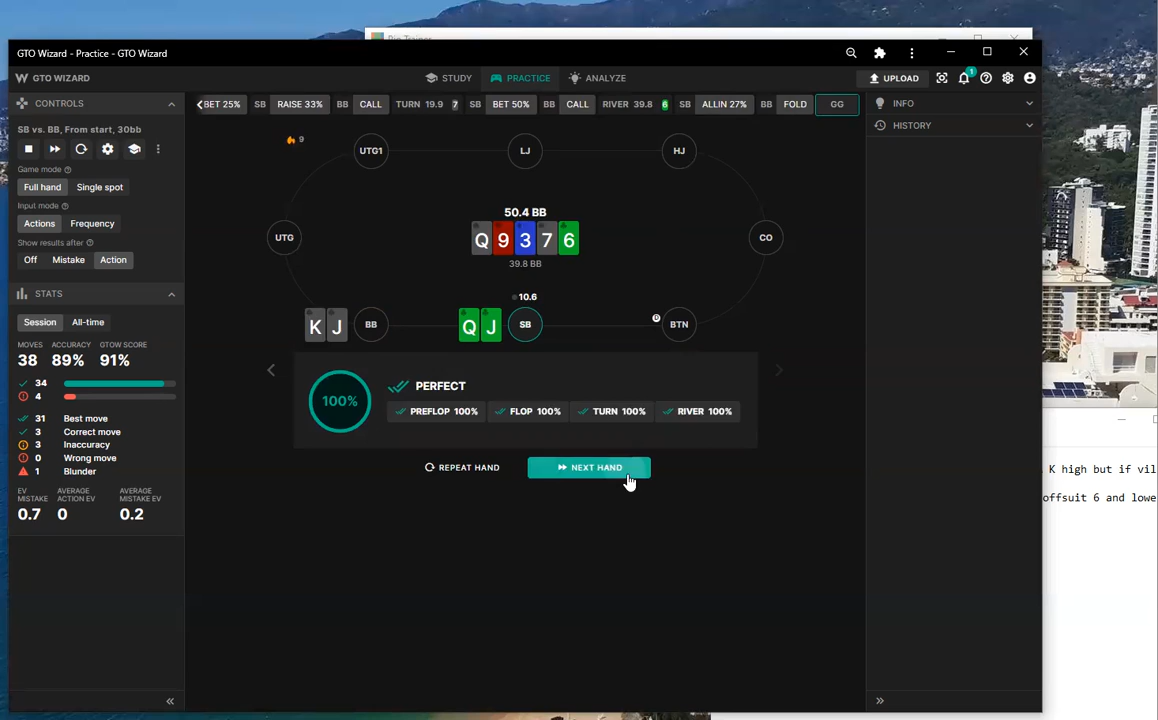 GTO Wizard - Practice - GTO Wizard
GTO WIZARD
STUDY
PRACTICE
ANALYZE
UPLOAD
1
CONTROLS
BET 25%
SB RAISE 33%
BB CALL
TURN 19.9 7
SB BET 50%
BB CALL
RIVER 39.8 6
SB ALLIN 27%
BB FOLD
GG
INFO
HISTORY
SB vs. BB, From start, 30bb
Game mode
Full hand Single spot
Input mode
Actions Frequency
Show results after
Off Mistake Action
STATS
Session All-time
MOVES ACCURACY GTOW SCORE
38 89% 91%
34
4
31 Best move
3 Correct move
3 Inaccuracy
0 Wrong move
1 Blunder
EV MISTAKE
AVERAGE ACTION EV
AVERAGE MISTAKE EV
0.7 0 0.2
9
UTG1
LJ
HJ
50.4 BB
UTG
Q 9 3 7 6
CO
39.8 BB
10.6
K J
BB
Q J
SB
D
BTN
100%
PERFECT
PREFLOP 100% FLOP 100% TURN 100% RIVER 100%
REPEAT HAND
NEXT HAND
K high but if vil
offsuit 6 and lowe